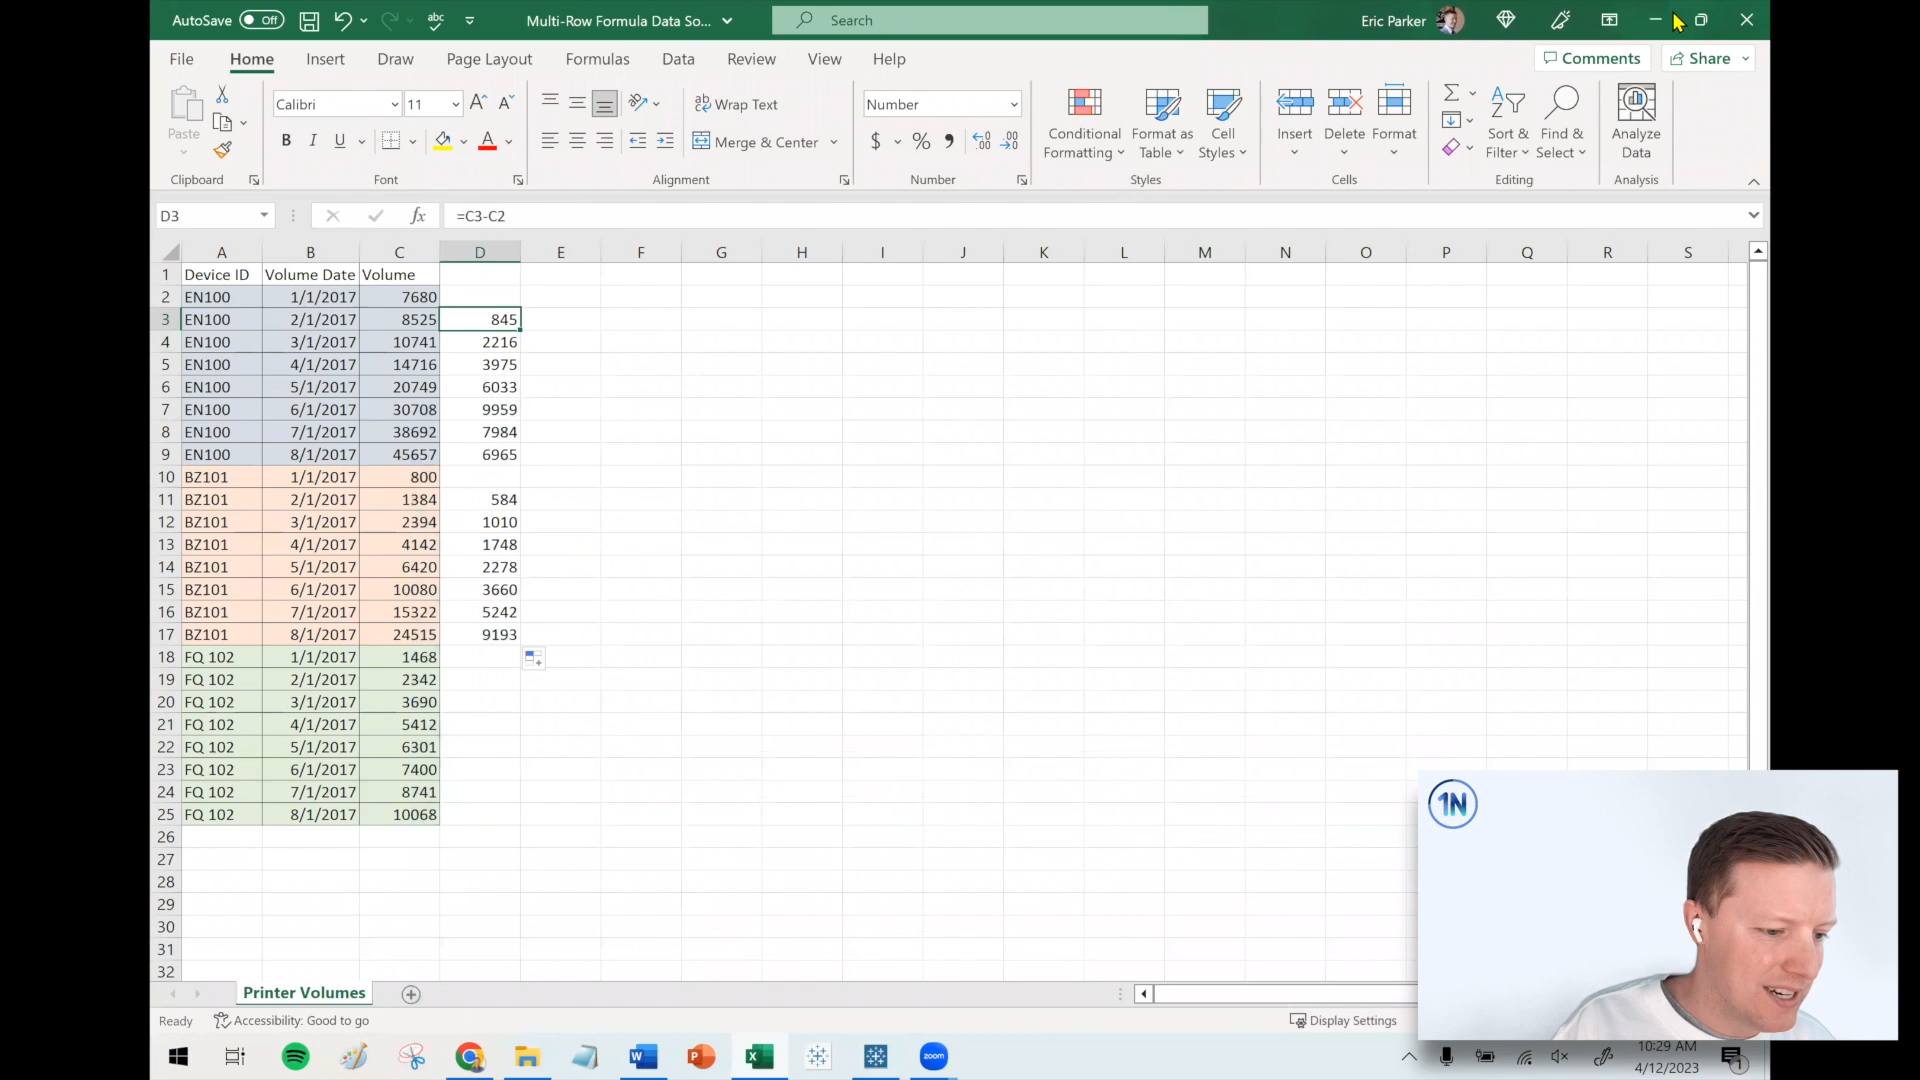 AutoSave Off abc Multi-Row Formula Data So... Search Eric Parker
File Home Insert Draw Page Layout Formulas Data Review View Help Comments Share
Paste Calibri 11 Wrap Text Number
B I U Merge & Center $ %
Conditional Formatting Format as Table Cell Styles Insert Delete Format Sort & Filter Find & Select Analyze Data
Clipboard Font Alignment Number Styles Cells Editing Analysis
D3 fx =C3-C2
A B C D E F G H I J K L M N O P Q R S
1 Device ID Volume Date Volume
2 EN100 1/1/2017 7680
3 EN100 2/1/2017 8525 845
4 EN100 3/1/2017 10741 2216
5 EN100 4/1/2017 14716 3975
6 EN100 5/1/2017 20749 6033
7 EN100 6/1/2017 30708 9959
8 EN100 7/1/2017 38692 7984
9 EN100 8/1/2017 45657 6965
10 BZ101 1/1/2017 800
11 BZ101 2/1/2017 1384 584
12 BZ101 3/1/2017 2394 1010
13 BZ101 4/1/2017 4142 1748
14 BZ101 5/1/2017 6420 2278
15 BZ101 6/1/2017 10080 3660
16 BZ101 7/1/2017 15322 5242
17 BZ101 8/1/2017 24515 9193
18 FQ 102 1/1/2017 1468
19 FQ 102 2/1/2017 2342
20 FQ 102 3/1/2017 3690
21 FQ 102 4/1/2017 5412
22 FQ 102 5/1/2017 6301
23 FQ 102 6/1/2017 7400
24 FQ 102 7/1/2017 8741
25 FQ 102 8/1/2017 10068
26
27
28
29
30
31
32
1N
Printer Volumes
Ready Accessibility: Good to go Display Settings
zoom
10:29 AM
4/12/2023
1